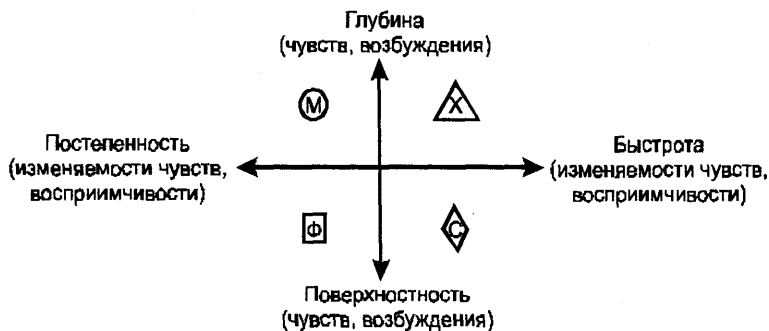 Глубина
(чувств, возбуждения)
М
Х
Постепенность
(изменяемости чувств,
восприимчивости)
Быстрота
(изменяемости чувств,
восприимчивости)
Ф
С
Поверхностность
(чувств, возбуждения)